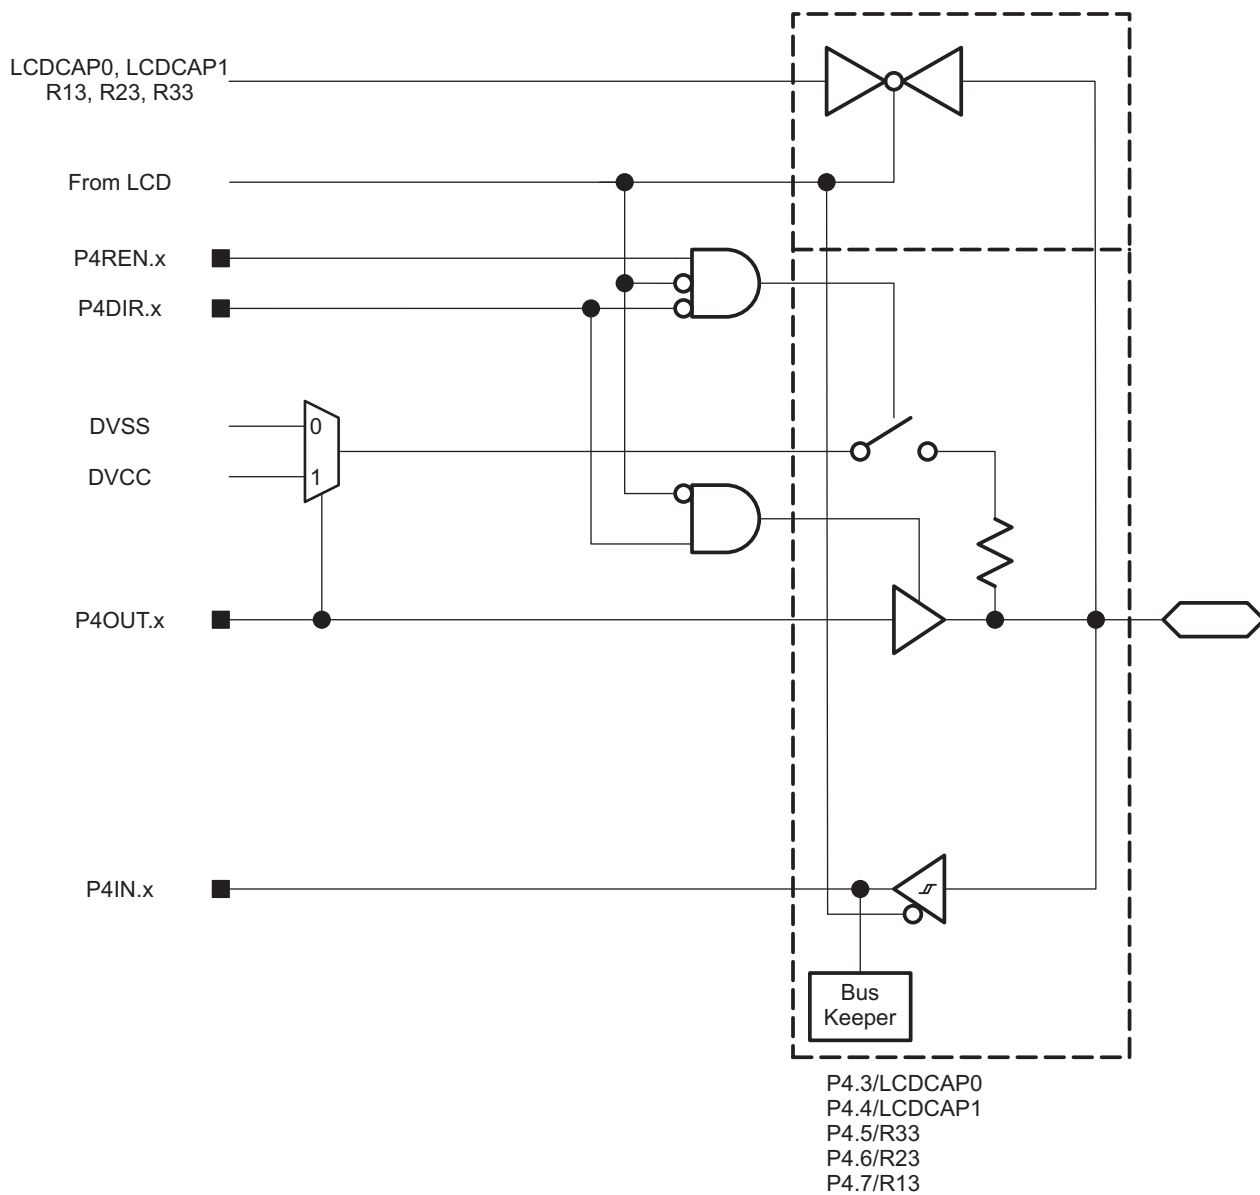 LCDCAP0, LCDCAP1
R13, R23, R33
From LCD
P4REN.x
P4DIR.x
DVSS
0
DVCC
1
P4OUT.x
P4IN.x
Bus
Keeper
P4.3/LCDCAP0
P4.4/LCDCAP1
P4.5/R33
P4.6/R23
P4.7/R13